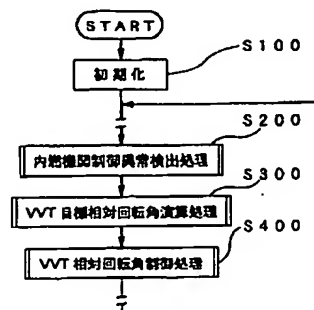 START
S100
初期化
S200
内燃機関制御異常検出処理
S300
VVT目標相対回転角演算処理
S400
VVT相対回転角制御処理